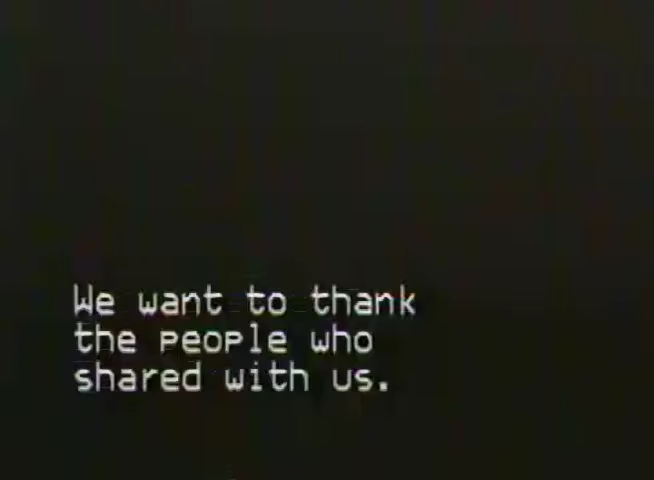 We want to thank
the people who
shared with us.